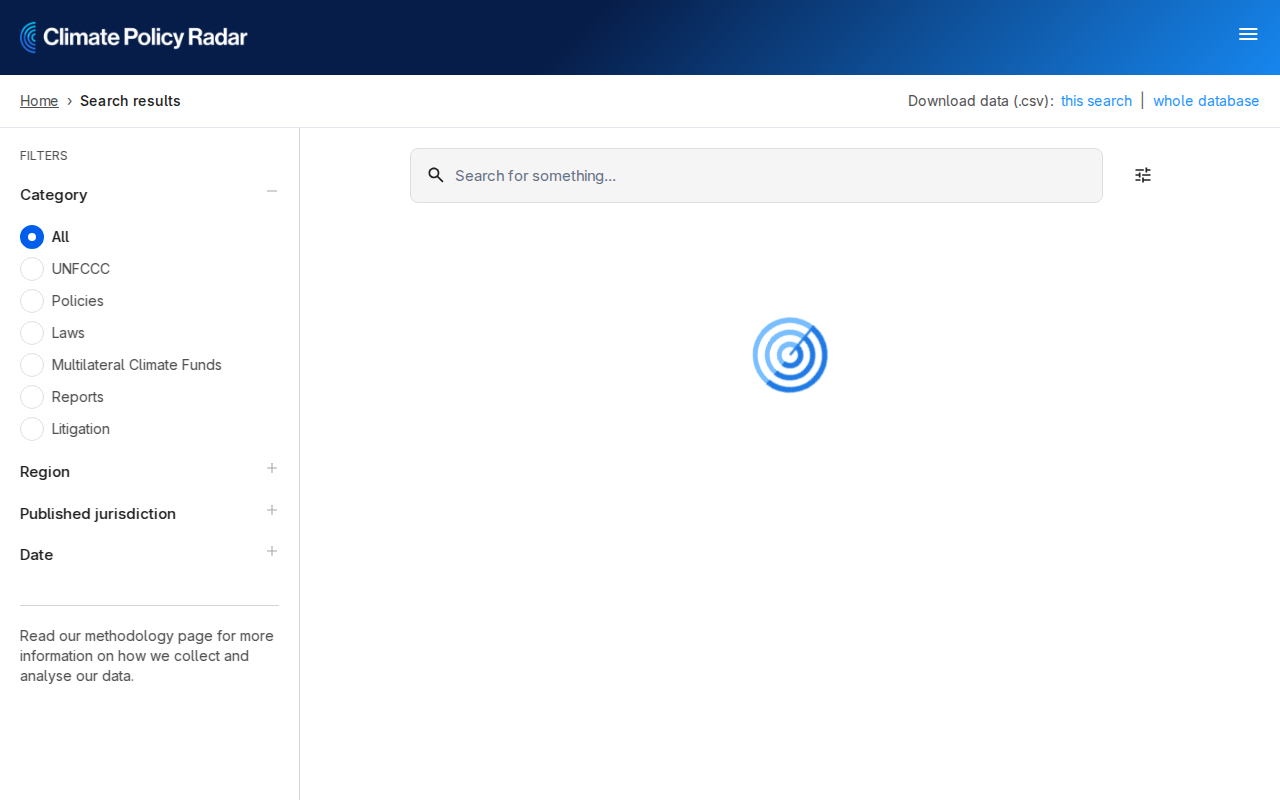 Climate Policy Radar
Home › Search results
Download data (.csv): this search | whole database
FILTERS
Category
All
UNFCCC
Policies
Laws
Multilateral Climate Funds
Reports
Litigation
Region
Published jurisdiction
Date
Read our methodology page for more
information on how we collect and
analyse our data.
Search for something...